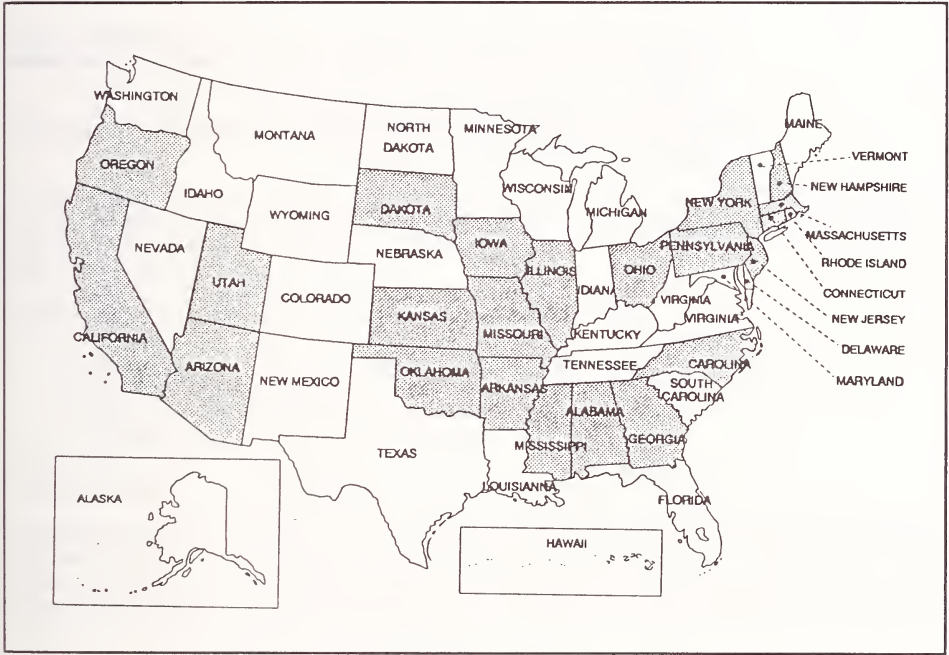 WASHINGTON
OREGON
CALIFORNIA
NEVADA
IDAHO
MONTANA
WYOMING
UTAH
ARIZONA
COLORADO
NEW MEXICO
NORTH
DAKOTA
DAKOTA
NEBRASKA
KANSAS
OKLAHOMA
TEXAS
MINNESOTA
IOWA
MISSOURI
ARKANSAS
LOUISIANNA
WISCONSIN
ILLINOIS
MICHIGAN
INDIANA
OHIO
KENTUCKY
TENNESSEE
MISSISSIPPI
ALABAMA
GEORGIA
FLORIDA
SOUTH
CAROLINA
CAROLINA
VIRGINIA
VIRGINIA
PENNSYLVANIA
NEW YORK
MAINE
VERMONT
NEW HAMPSHIRE
MASSACHUSETTS
RHODE ISLAND
CONNECTICUT
NEW JERSEY
DELAWARE
MARYLAND
ALASKA
HAWAII